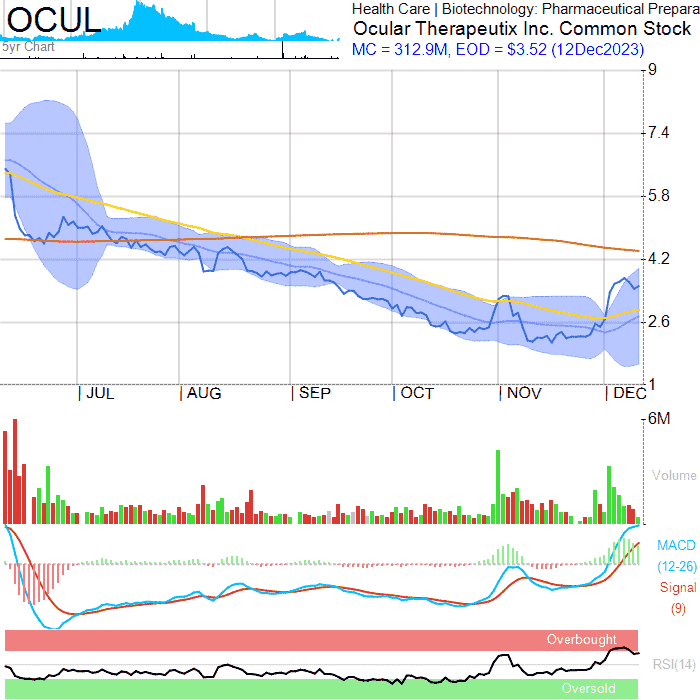 OCUL
5yr Chart
Health Care | Biotechnology: Pharmaceutical Prepara
Ocular Therapeutix Inc. Common Stock
MC = 312.9M, EOD = $3.52 (12Dec2023)
9
7.4
5.8
4.2
2.6
1
JUL
AUG
SEP
OCT
NOV
DEC
6M
Volume
MACD
(12-26)
Signal
(9)
Overbought
RSI(14)
Oversold